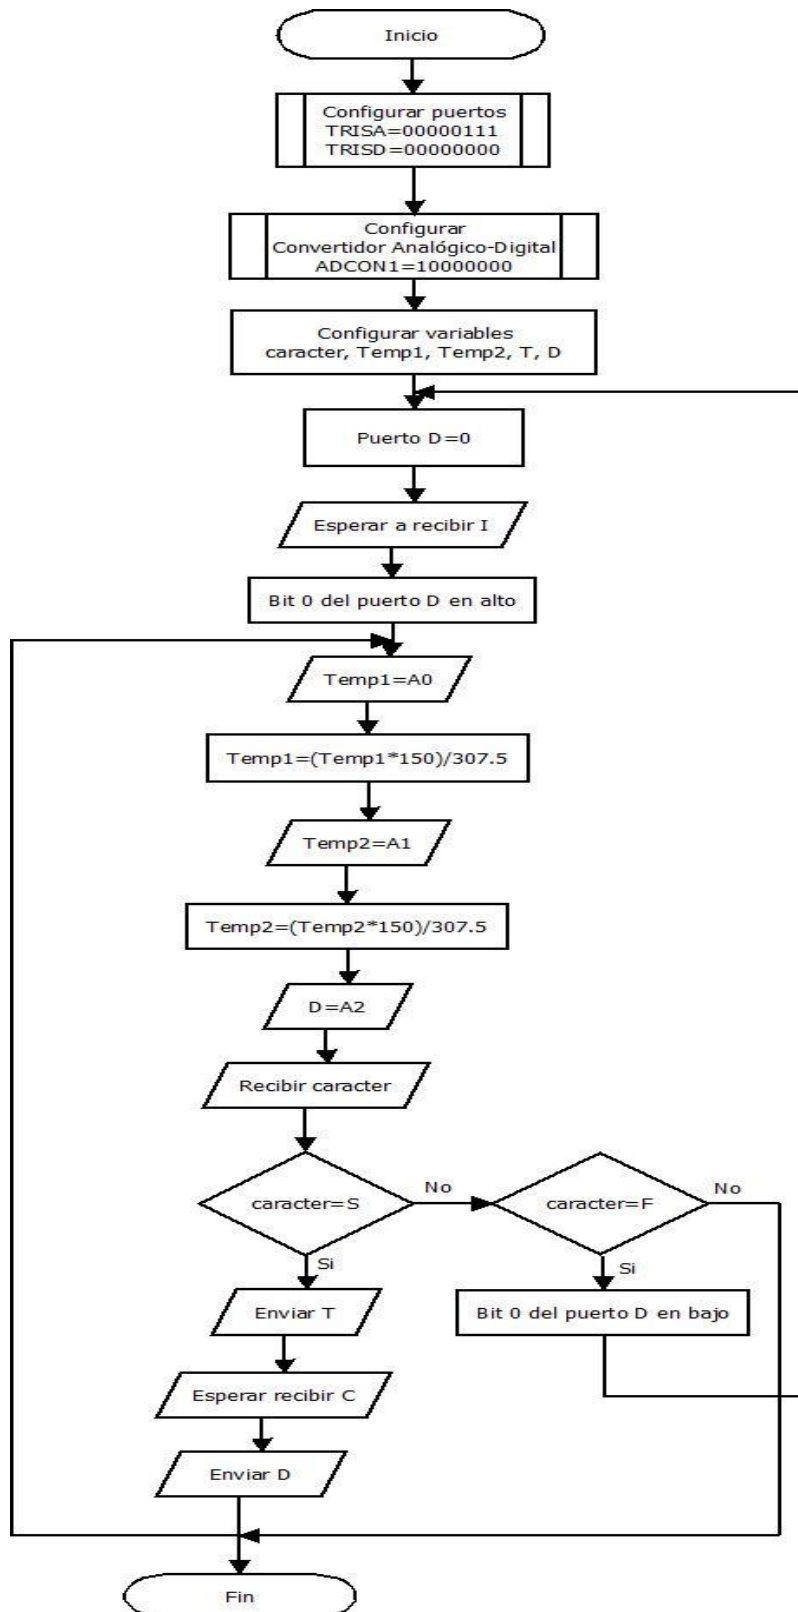 Inicio
Configurar puertos
TRISA=00000111
TRISD=00000000
Configurar
Convertidor Analógico-Digital
ADCON1=10000000
Configurar variables
caracter, Temp1, Temp2, T, D
Puerto D=0
Esperar a recibir I
Bit 0 del puerto D en alto
Temp1=A0
Temp1=(Temp1*150)/307.5
Temp2=A1
Temp2=(Temp2*150)/307.5
D=A2
Recibir caracter
caracter=S
No
caracter=F
No
Si
Si
Enviar T
Bit 0 del puerto D en bajo
Esperar recibir C
Enviar D
Fin